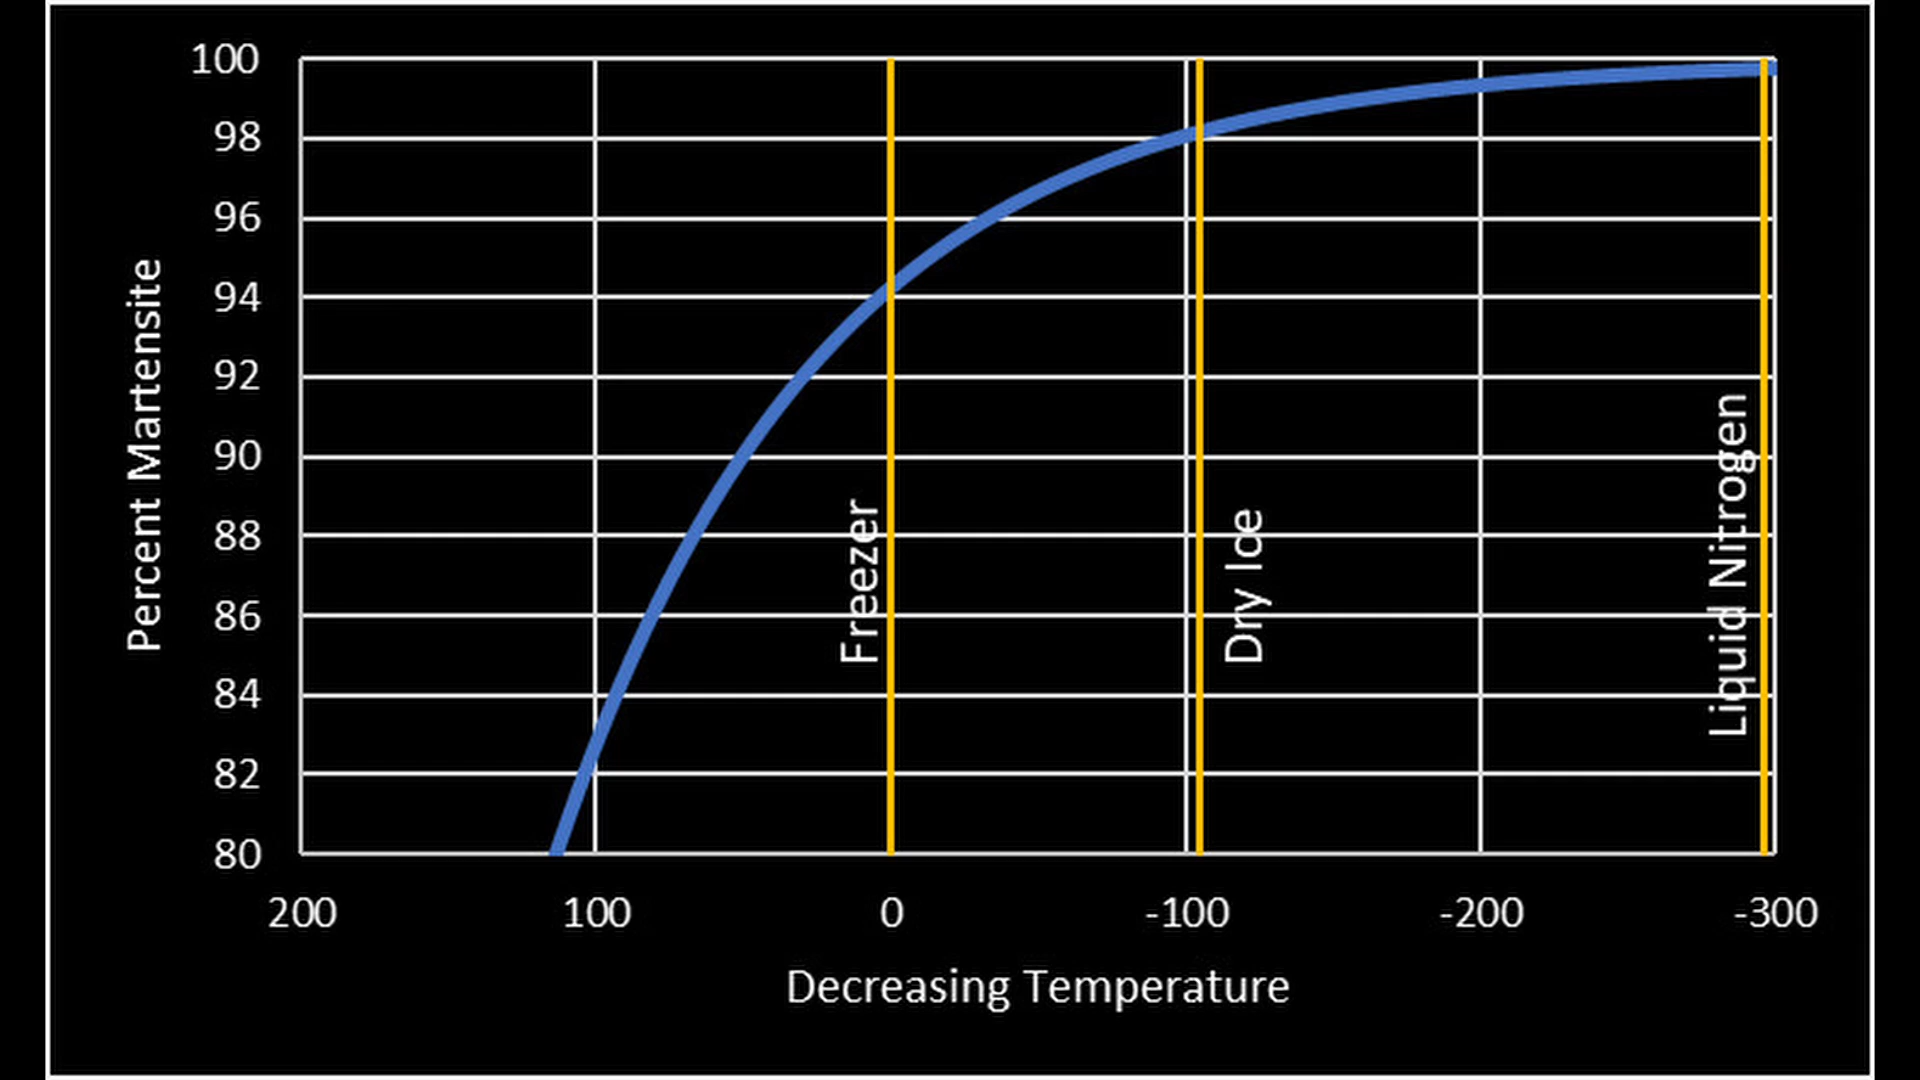 100
98
96
94
92
90
88
86
84
82
80
Percent Martensite
Freezer
Dry Ice
Liquid Nitrogen
200 100 0 -100 -200 -300
Decreasing Temperature